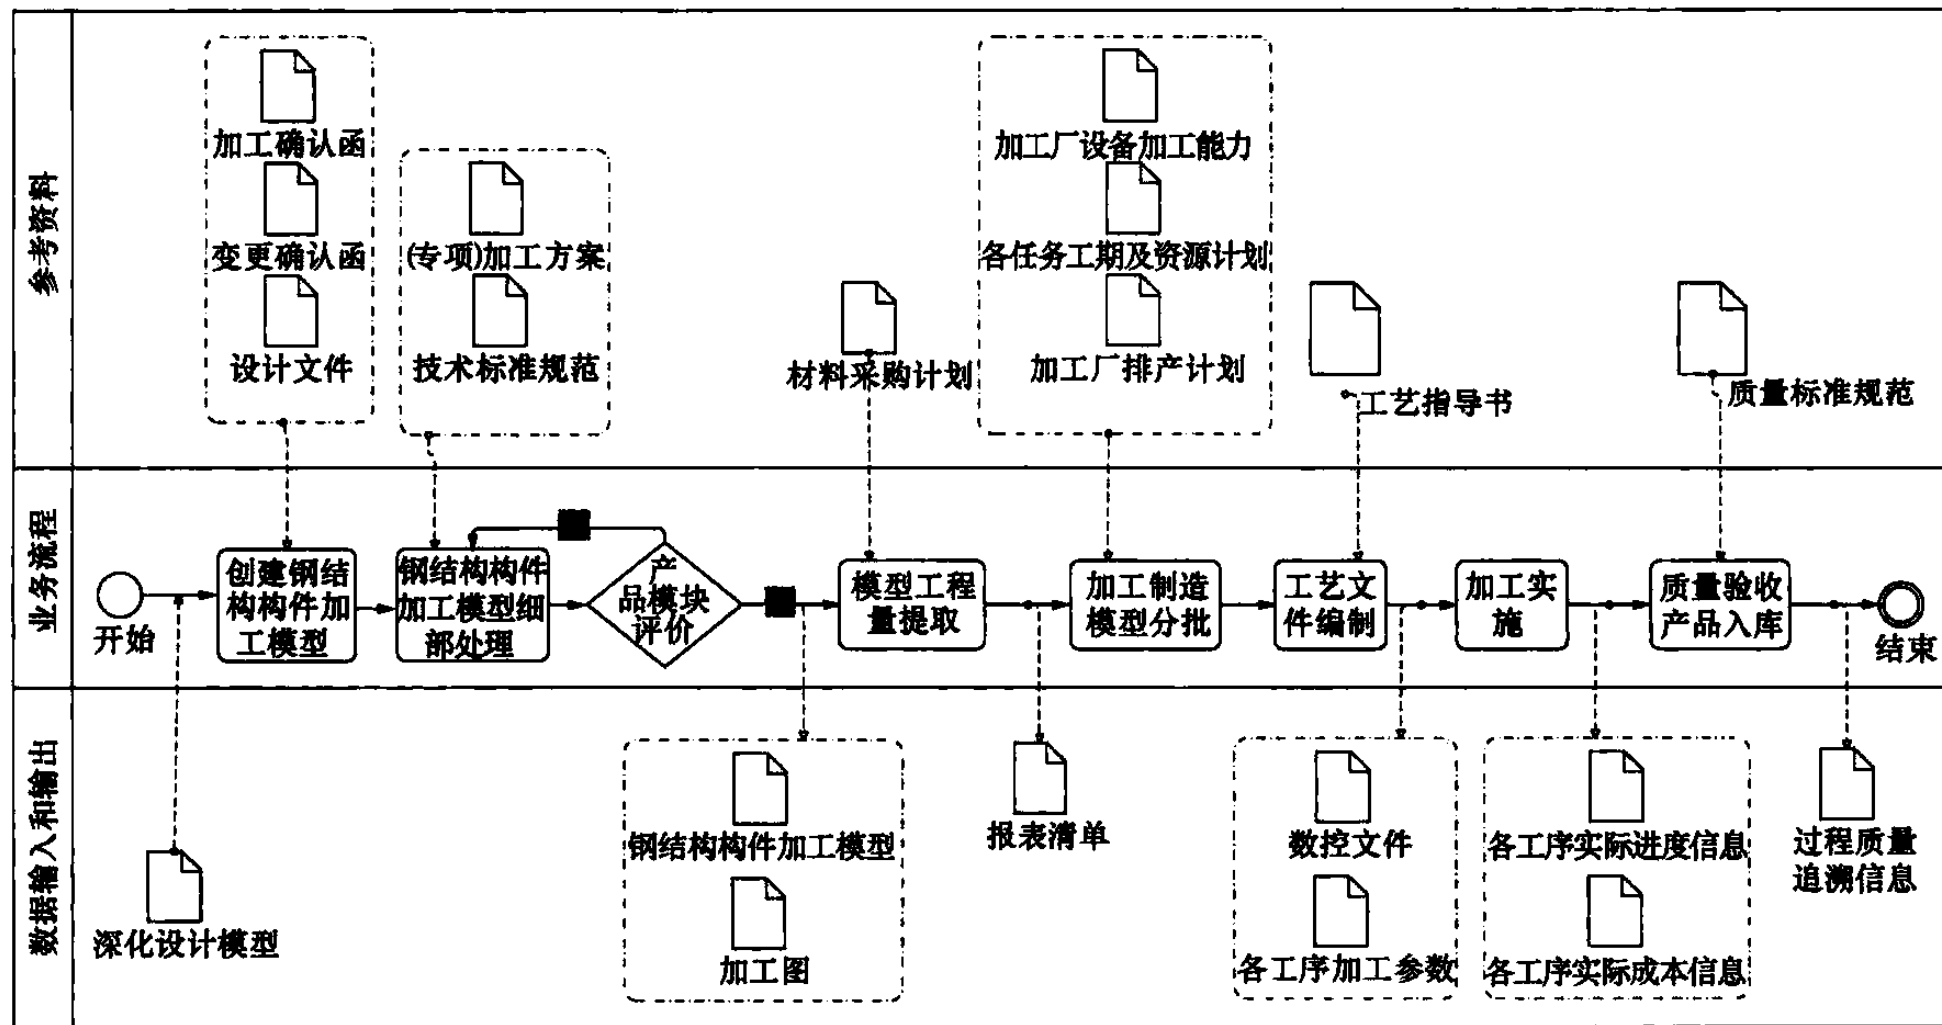 参考资料
加工确认函
变更确认函
设计文件
(专项)加工方案
技术标准规范
材料采购计划
加工厂设备加工能力
各任务工期及资源计划
加工厂排产计划
工艺指导书
质量标准规范
业务流程
开始
创建钢结
构构件加
工模型
钢结构构件
加工模型细
部处理
产
品模块
评价
模型工程
量提取
加工制造
模型分批
工艺文
件编制
加工实
施
质量验收
产品入库
结束
数据输入和输出
深化设计模型
钢结构构件加工模型
加工图
报表清单
数控文件
各工序加工参数
各工序实际进度信息
各工序实际成本信息
过程质量
追溯信息